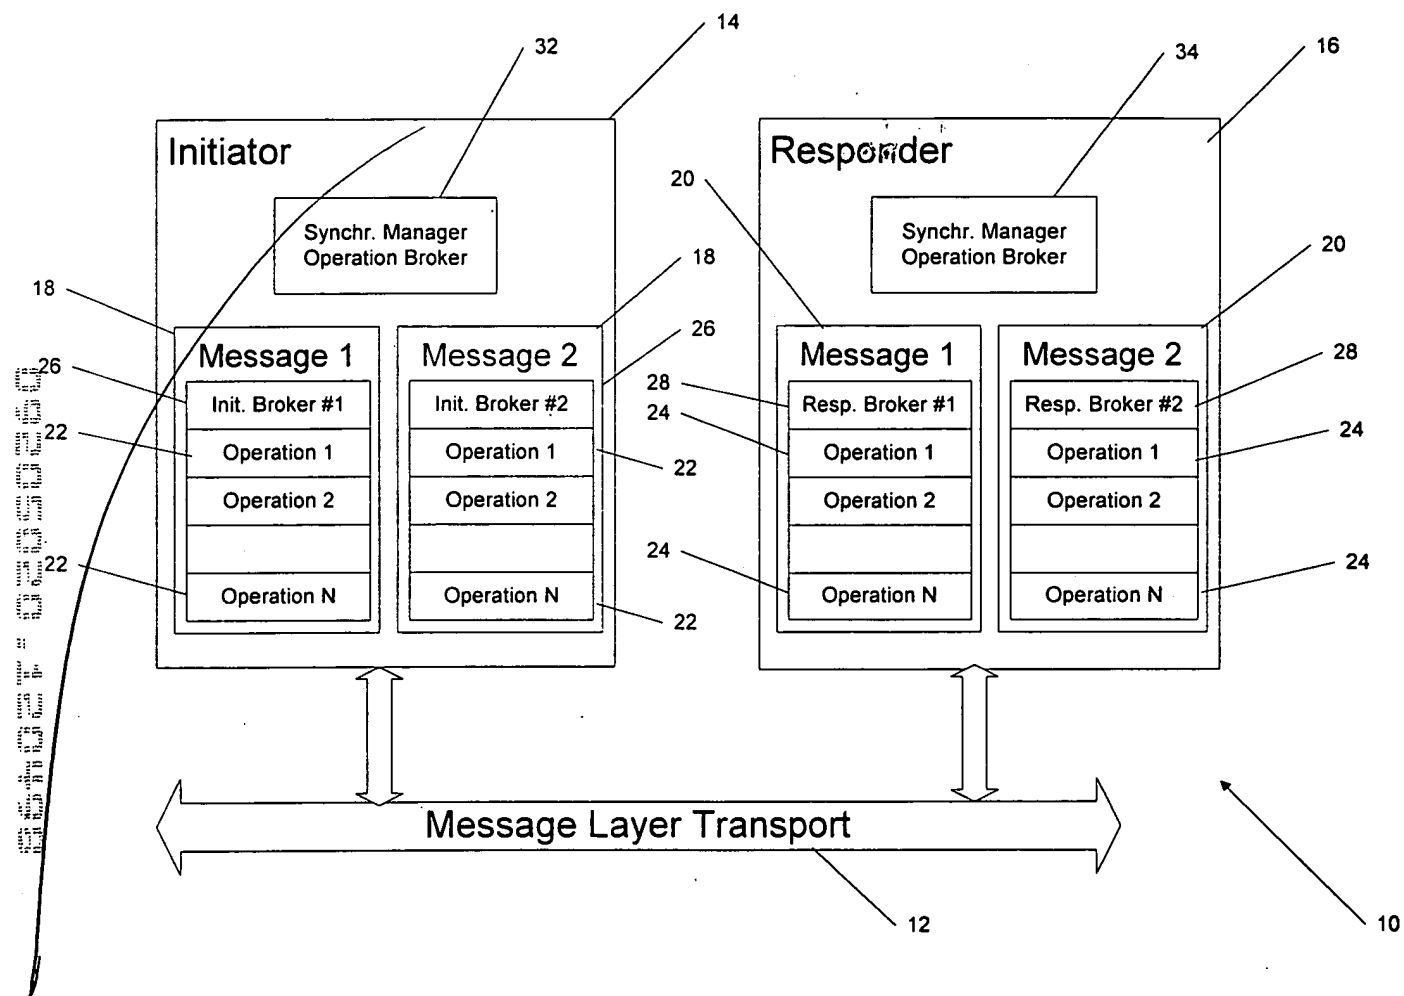 14
32
34
16
Initiator
Responder
20
Synchr. Manager
Operation Broker
Synchr. Manager
Operation Broker
18
20
18
26
Message 1
Message 2
Message 1
Message 2
28
26
28
Init. Broker #1
Init. Broker #2
Resp. Broker #1
Resp. Broker #2
24
22
24
Operation 1
Operation 1
Operation 1
Operation 1
22
Operation 2
Operation 2
Operation 2
Operation 2
22
24
24
Operation N
Operation N
Operation N
Operation N
22
Message Layer Transport
12
10